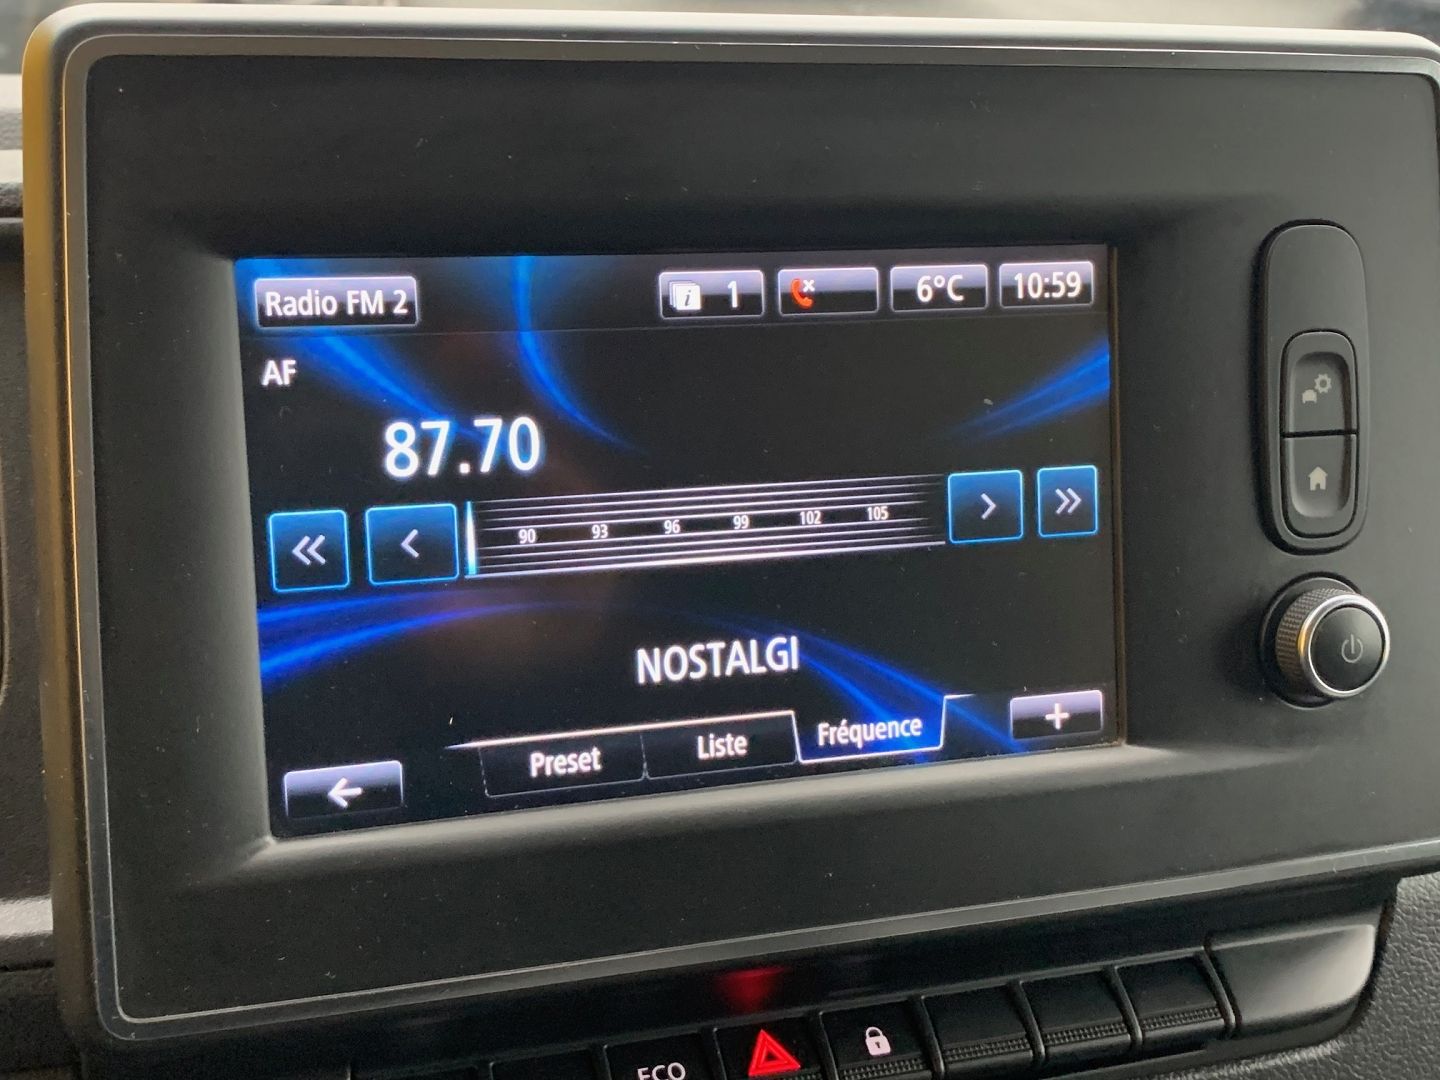 Radio FM 2
1
6°C
10:59
AF
87.70
90 93 96 99 102 105
NOSTALGI
Preset
Liste
Fréquence
ECO